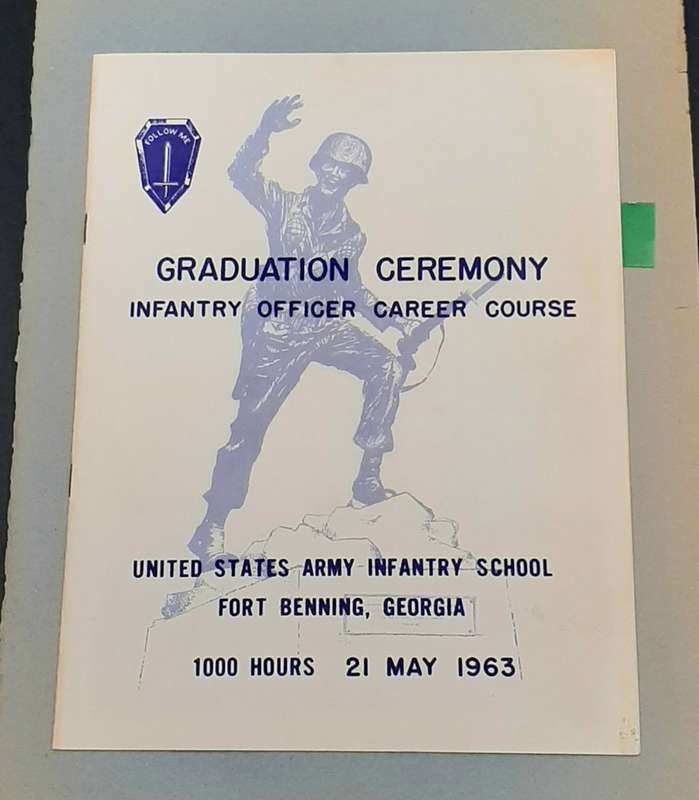 FOLLOW ME
GRADUATION CEREMONY
INFANTRY OFFICER CAREER COURSE
UNITED STATES ARMY INFANTRY SCHOOL
FORT BENNING, GEORGIA
1000 HOURS 21 MAY 1963